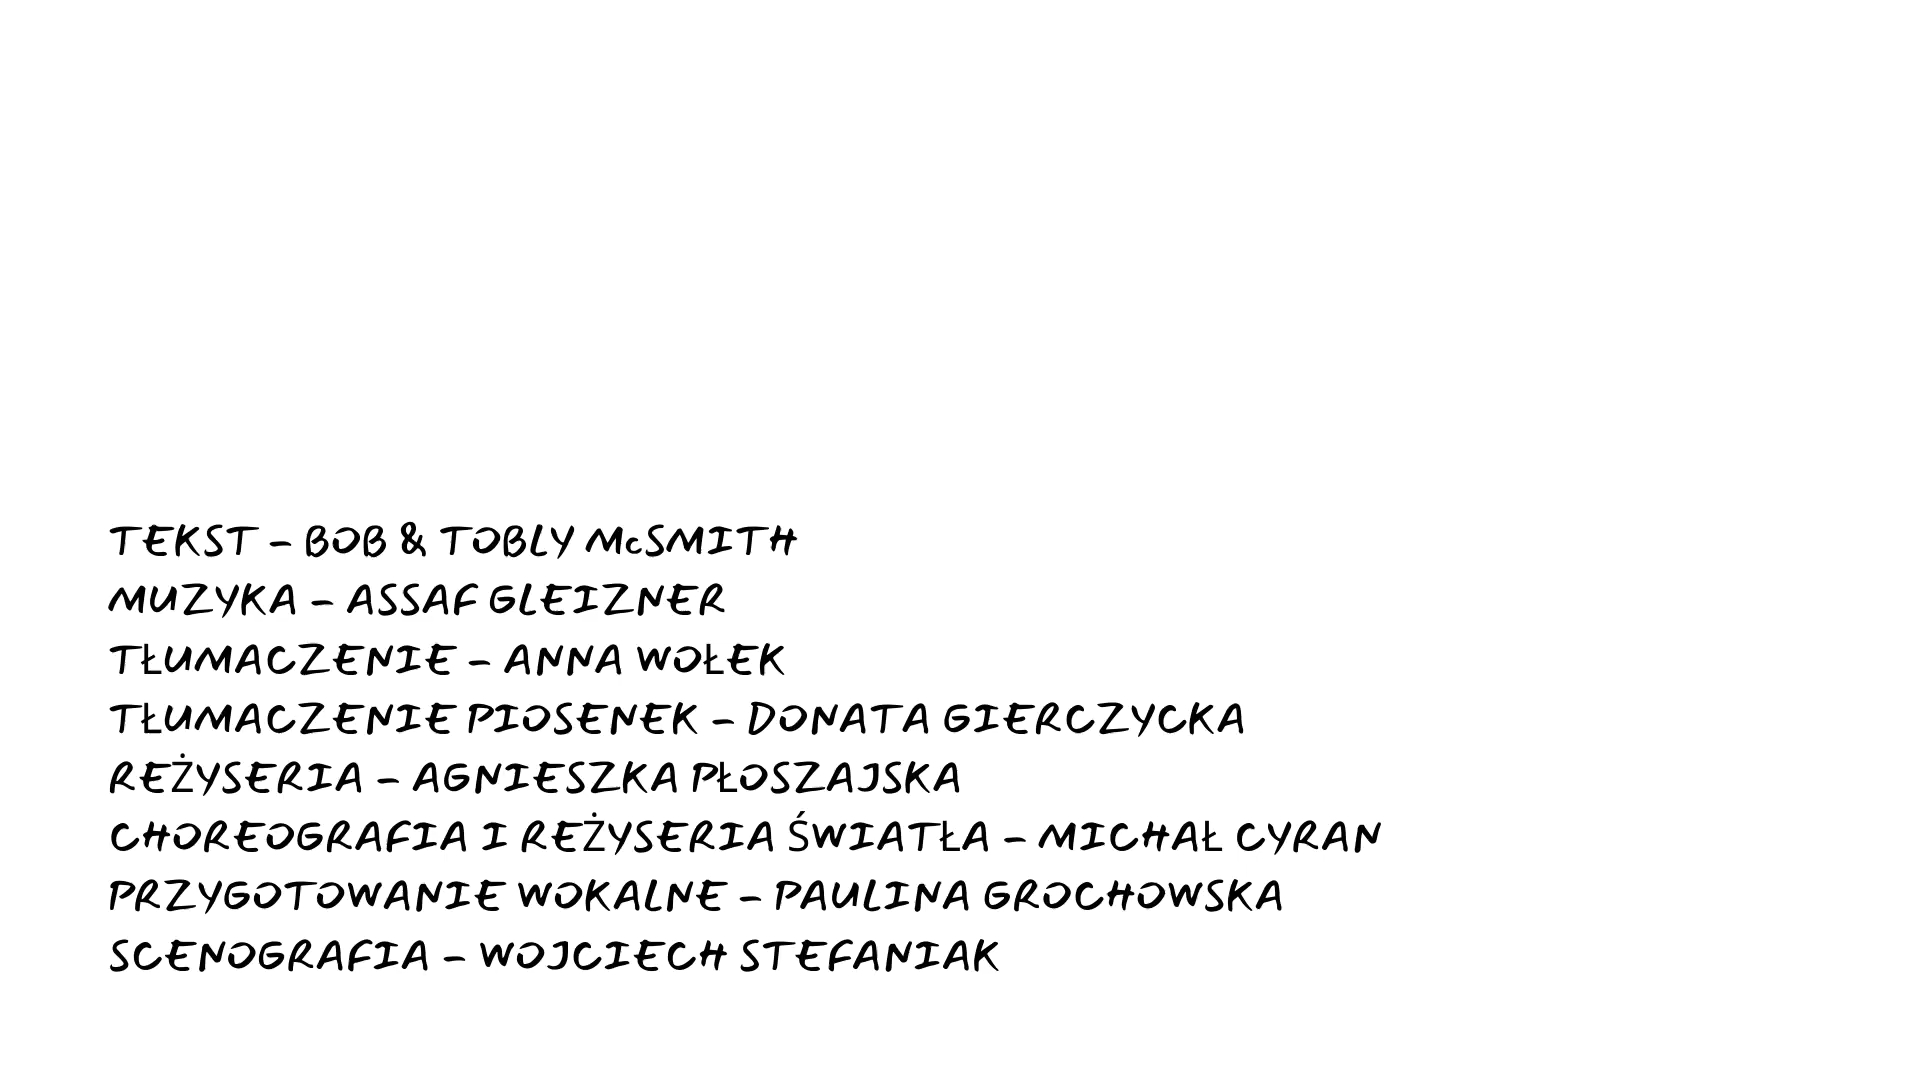 TEKST – BOB & TOBLY McSMITH
MUZYKA – ASSAF GLEIZNER
TŁUMACZENIE – ANNA WOŁEK
TŁUMACZENIE PIOSENEK – DONATA GIERCZYCKA
REŻYSERIA – AGNIESZKA PŁOSZAJSKA
CHOREOGRAFIA I REŻYSERIA ŚWIATŁA – MICHAŁ CYRAN
PRZYGOTOWANIE WOKALNE – PAULINA GROCHOWSKA
SCENOGRAFIA – WOJCIECH STEFANIAK